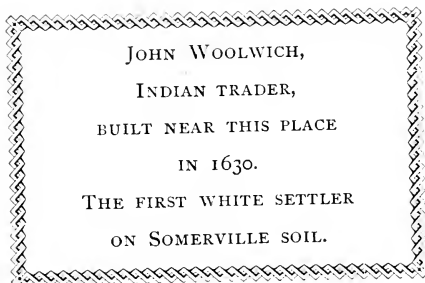 John Woolwich,
Indian trader,
built near this place
in 1630.
The first white settler
on Somerville soil.